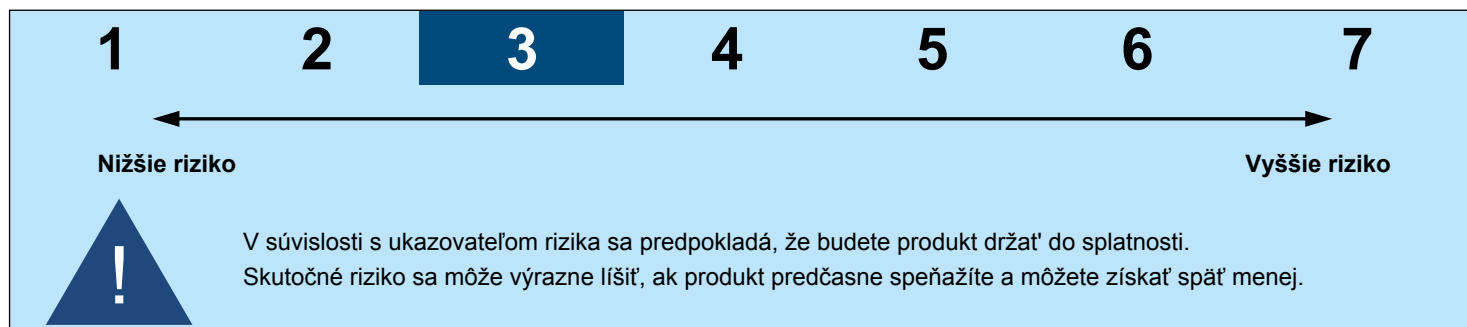 1 2 3 4 5 6 7
Nižšie riziko Vyššie riziko
!
V súvislosti s ukazovateľom rizika sa predpokladá, že budete produkt držat' do splatnosti.
Skutočné riziko sa môže výrazne líšiť, ak produkt predčasne speňažíte a môžete získať späť menej.